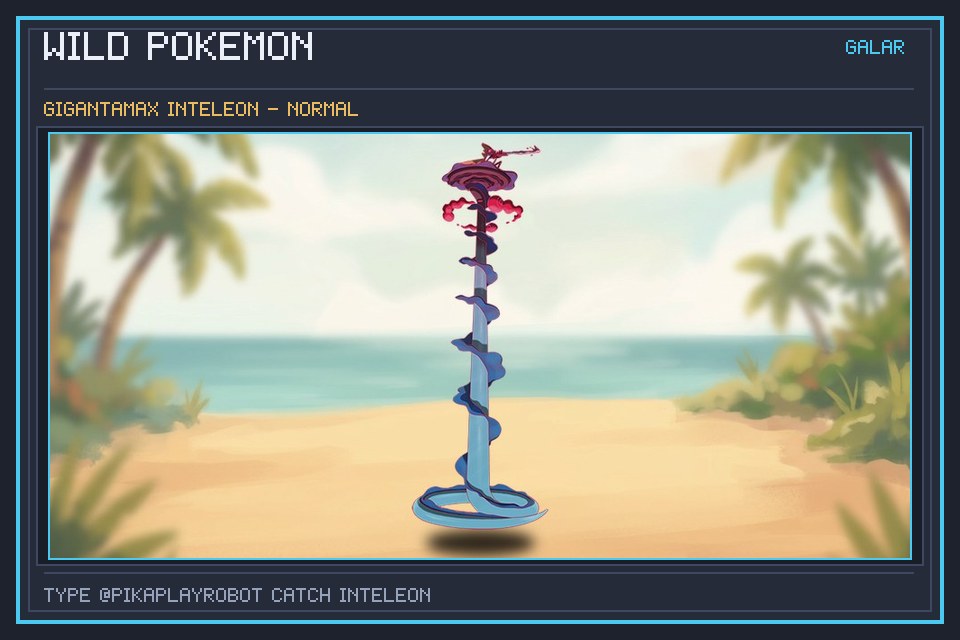 WILD POKEMON
GALAR
GIGANTAMAX INTELEON - NORMAL
TYPE @PIKAPLAYROBOT CATCH INTELEON